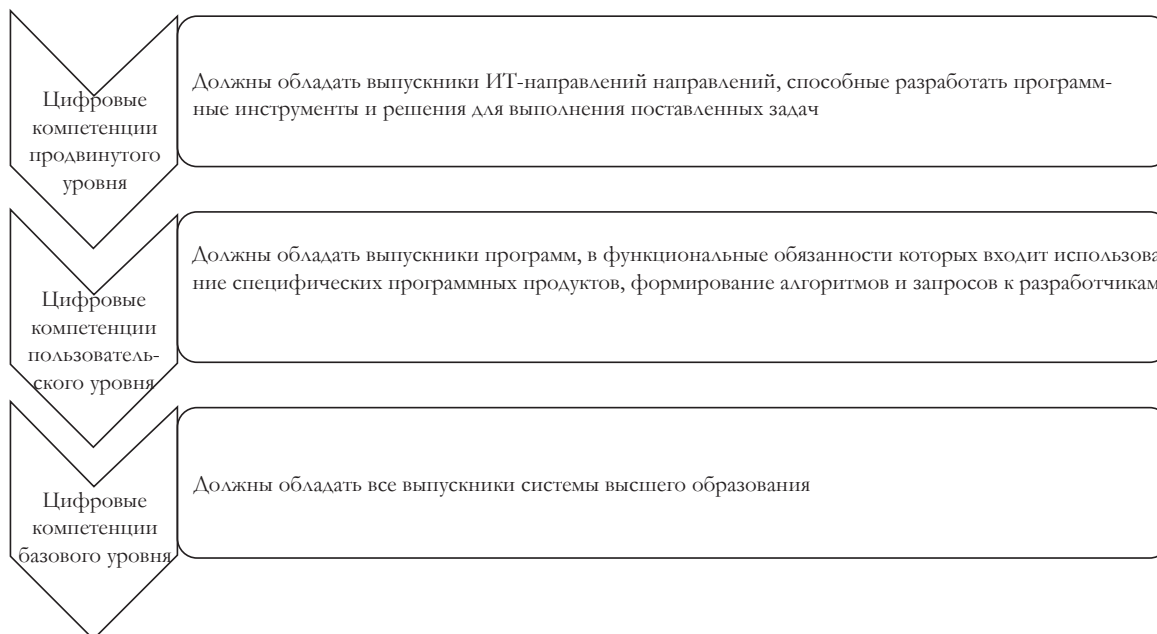 Цифровые
компетенции
продвинутого
уровня
Должны обладать выпускники ИТ-направлений направлений, способные разработать программ-
ные инструменты и решения для выполнения поставленных задач
Цифровые
компетенции
пользователь-
ского уровня
Должны обладать выпускники программ, в функциональные обязанности которых входит использова
ние специфических программных продуктов, формирование алгоритмов и запросов к разработчикам
Цифровые
компетенции
базового уровня
Должны обладать все выпускники системы высшего образования